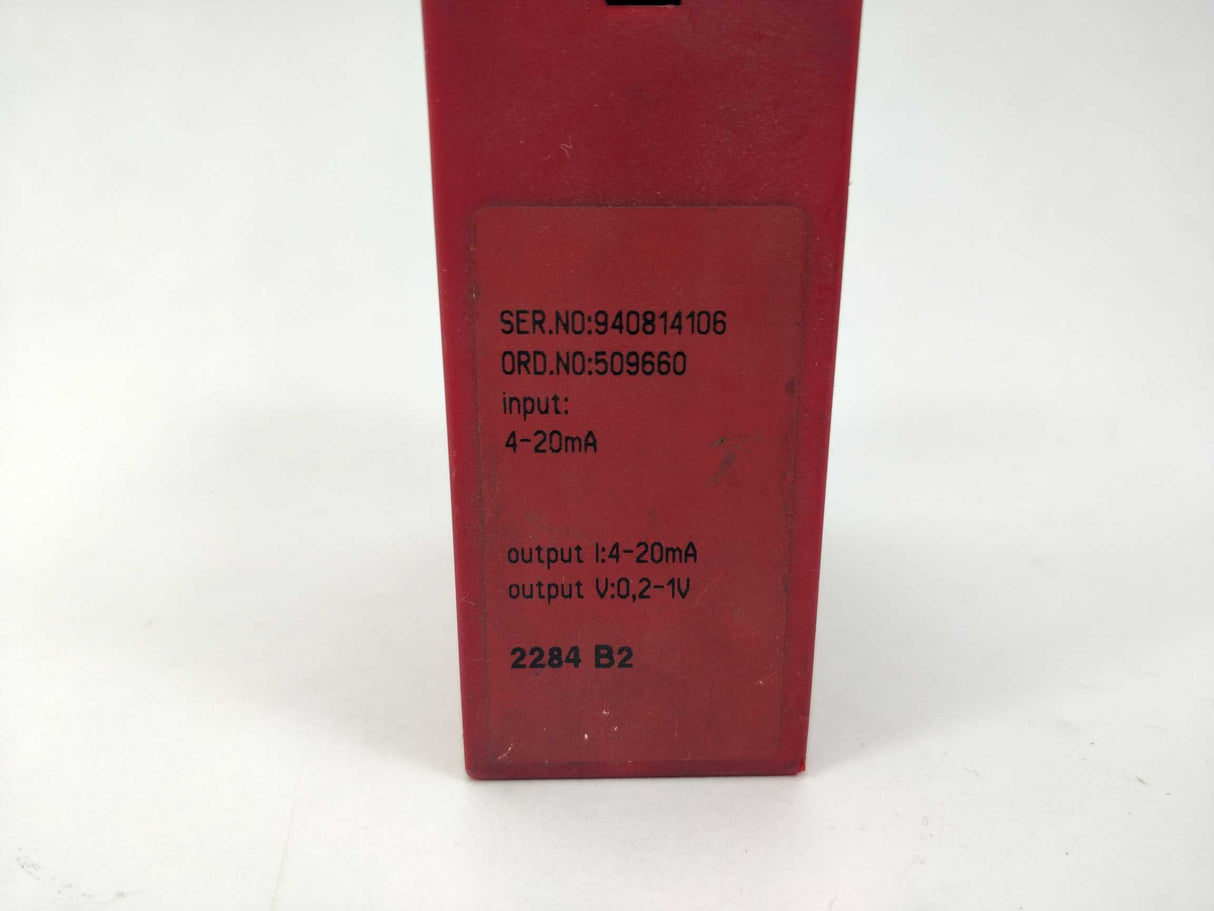 SER.NO:940814106
ORD.NO:509660
input:
4-20mA
output I:4-20mA
output V:0,2-1V
2284 B2